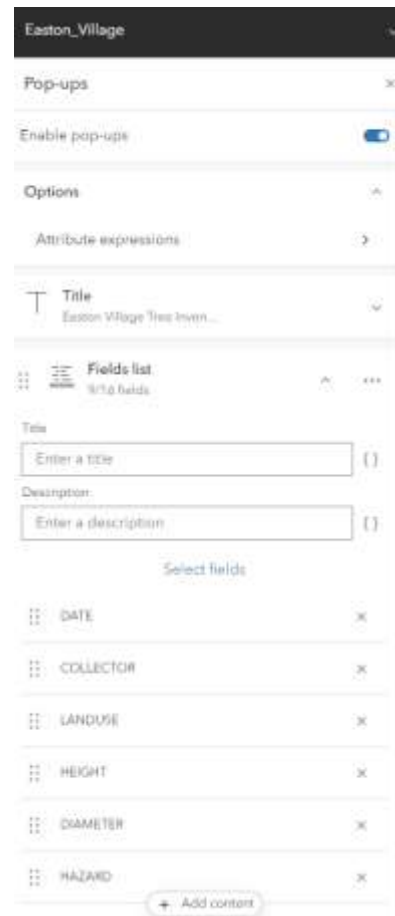 Easton_Village
Pop-ups
Enable pop-ups
Options
Attribute expressions
Title
Easton Village Tree Inven...
Fields list
9/16 fields
Title
Enter a title
{ }
Description
Enter a description
{ }
Select fields
DATE
COLLECTOR
LANDUSE
HEIGHT
DIAMETER
HAZARD
+ Add content